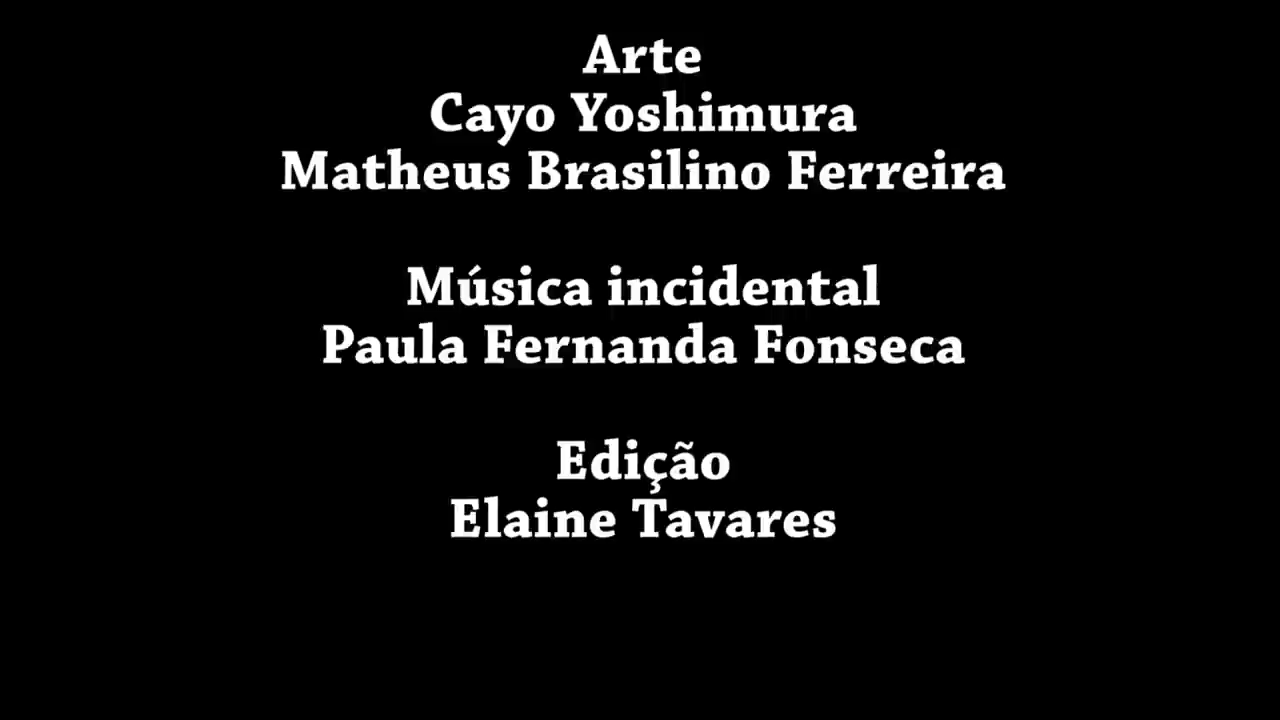 Arte
Cayo Yoshimura
Matheus Brasilino Ferreira
Música incidental
Paula Fernanda Fonseca
Edição
Elaine Tavares